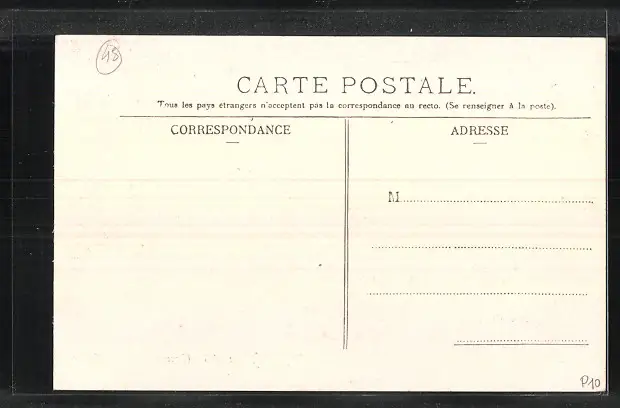 48
CARTE POSTALE.
Tous les pays étrangers n'acceptent pas la correspondance au recto. (Se renseigner à la poste).
CORRESPONDANCE
ADRESSE
M
P10